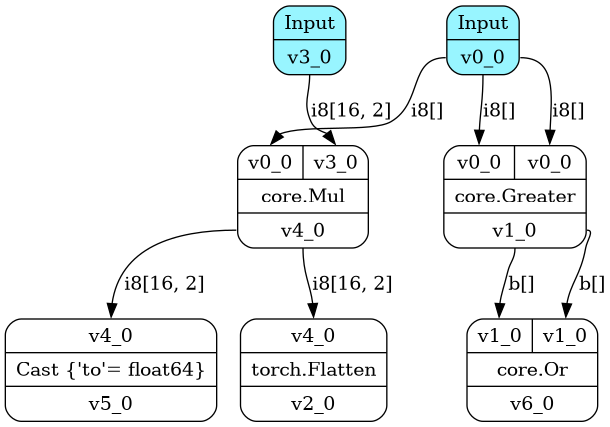 Input
v3_0
Input
v0_0
i8[16, 2]
i8[]
i8[]
i8[]
v0_0
v3_0
core.Mul
v4_0
v0_0
v0_0
core.Greater
v1_0
i8[16, 2]
i8[16, 2]
b[]
b[]
v4_0
Cast {'to'= float64}
v5_0
v4_0
torch.Flatten
v2_0
v1_0
v1_0
core.Or
v6_0